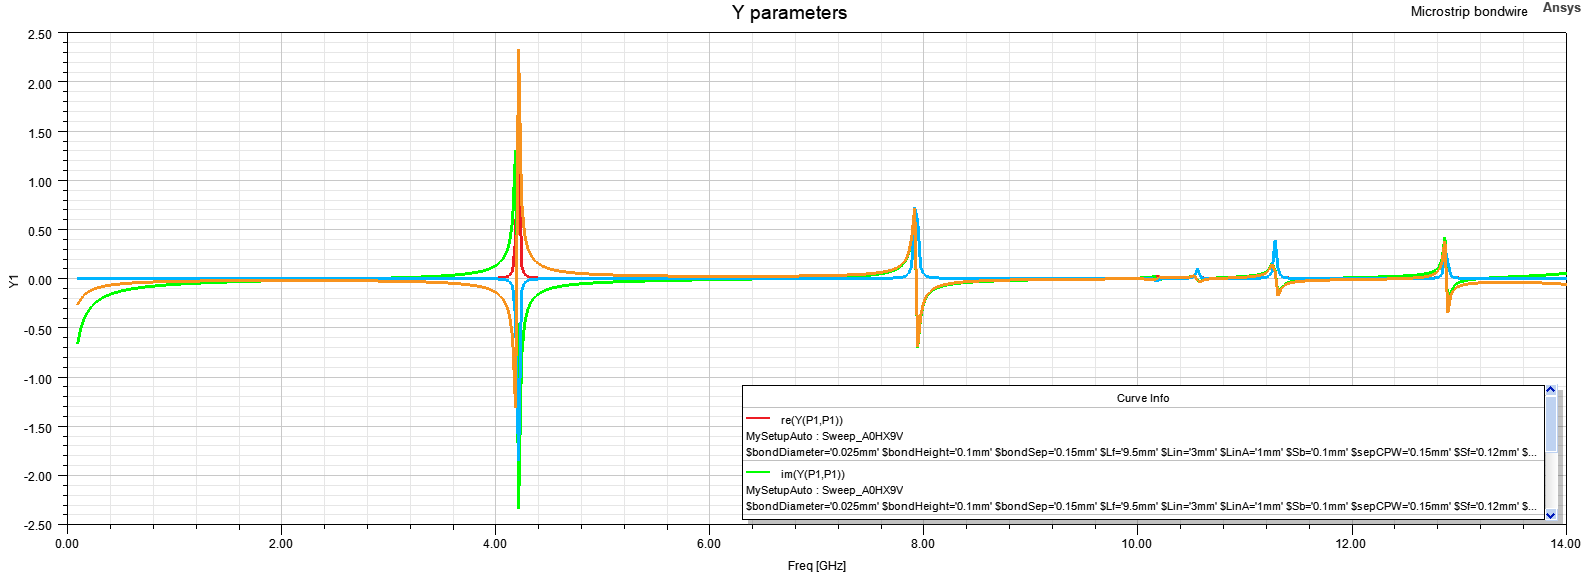 Y parameters
Microstrip bondwire
Ansys
2.50
2.00
1.50
1.00
0.50
0.00
-0.50
-1.00
-1.50
-2.00
-2.50
Y1
Curve Info
re(Y(P1,P1))
MySetupAuto : Sweep_A0HX9V
$bondDiameter='0.025mm' $bondHeight='0.1mm' $bondSep='0.15mm' $Lf='9.5mm' $Lin='3mm' $LinA='1mm' $Sb='0.1mm' $sepCPW='0.15mm' $Sf='0.12mm' $...
im(Y(P1,P1))
MySetupAuto : Sweep_A0HX9V
$bondDiameter='0.025mm' $bondHeight='0.1mm' $bondSep='0.15mm' $Lf='9.5mm' $Lin='3mm' $LinA='1mm' $Sb='0.1mm' $sepCPW='0.15mm' $Sf='0.12mm' $...
0.00 2.00 4.00 6.00 8.00 10.00 12.00 14.00
Freq [GHz]